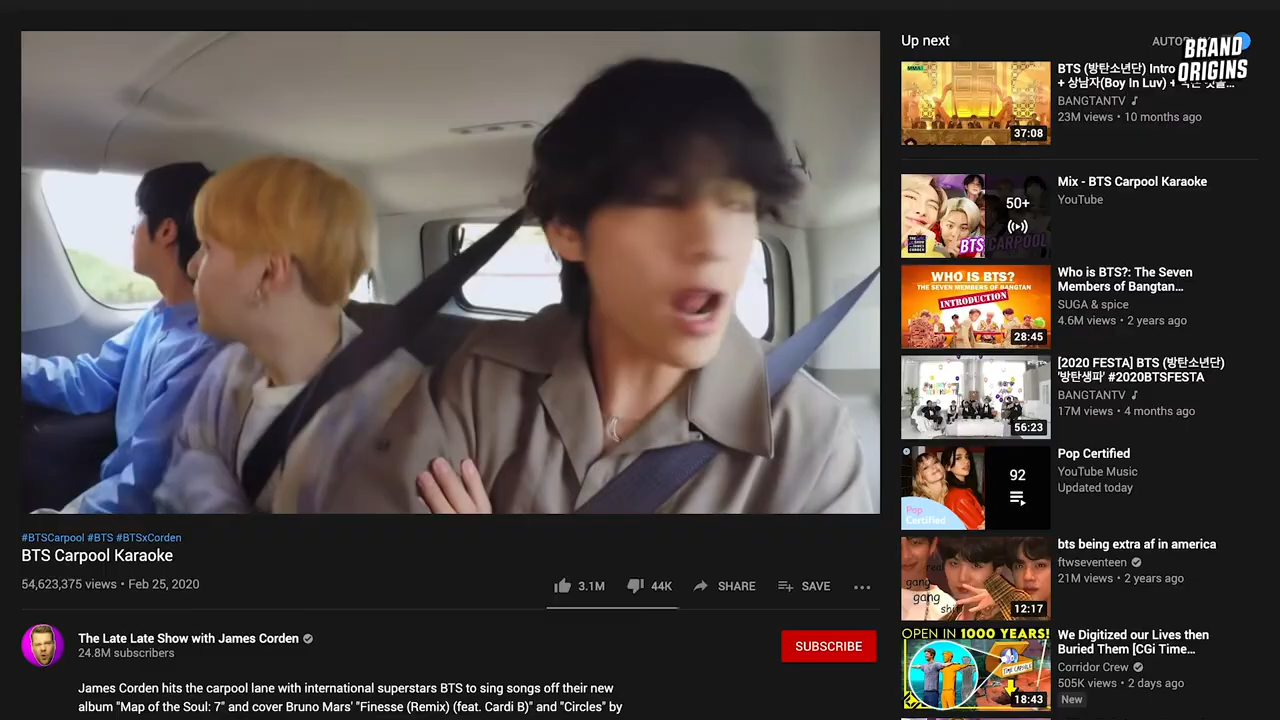 Up next
BRAND
ORIGINS
BTS (방탄소년단) Intro
+ 상남자(Boy In Luv) +
BANGTANTV
23M views • 10 months ago
37:08
Mix - BTS Carpool Karaoke
YouTube
50+
BTS CARPOOL
Who is BTS?: The Seven
Members of Bangtan...
SUGA & spice
4.6M views • 2 years ago
WHO IS BTS?
THE SEVEN MEMBERS OF BANGTAN
INTRODUCTION
28:45
[2020 FESTA] BTS (방탄소년단)
'방탄생파' #2020BTSFESTA
BANGTANTV
17M views • 4 months ago
56:23
Pop Certified
YouTube Music
Updated today
92
Pop
Certified
bts being extra af in america
ftwseventeen
21M views • 2 years ago
gang
gang
12:17
We Digitized our Lives then
Buried Them [CGi Time...
Corridor Crew
505K views • 2 days ago
New
OPEN IN 1000 YEARS!
TIME CAPSULE
18:43
#BTSCarpool #BTS #BTSxCorden
BTS Carpool Karaoke
54,623,375 views • Feb 25, 2020
3.1M 44K SHARE SAVE
The Late Late Show with James Corden
24.8M subscribers
SUBSCRIBE
James Corden hits the carpool lane with international superstars BTS to sing songs off their new
album "Map of the Soul: 7" and cover Bruno Mars' "Finesse (Remix) (feat. Cardi B)" and "Circles" by